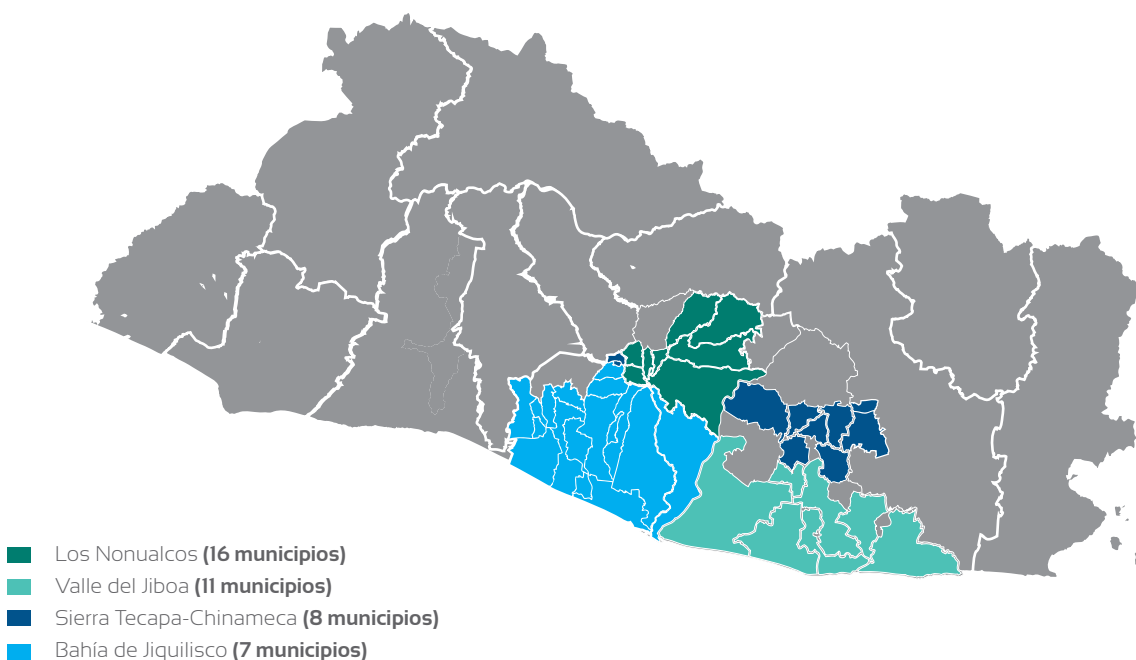 Los Nonualcos (16 municipios)
Valle del Jiboa (11 municipios)
Sierra Tecapa-Chinameca (8 municipios)
Bahía de Jiquilisco (7 municipios)